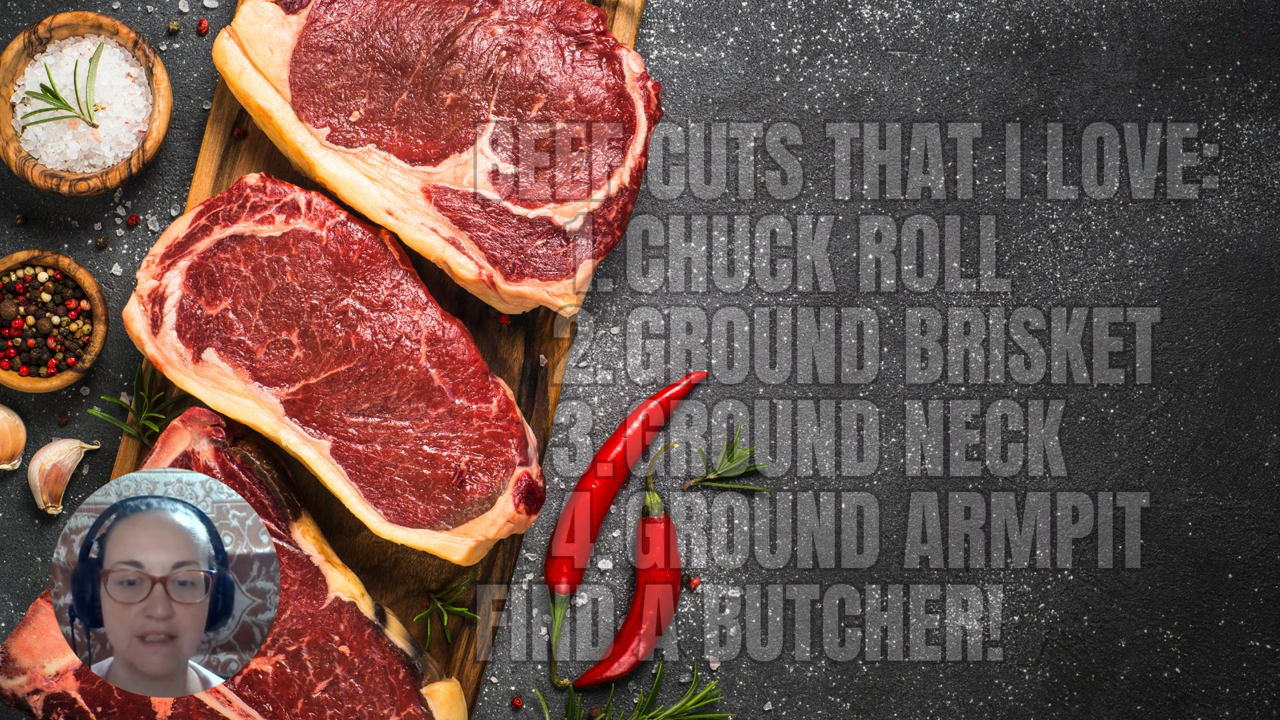 BEEF CUTS THAT I LOVE:
1. CHUCK ROLL
2. GROUND BRISKET
3. GROUND NECK
4. GROUND ARMPIT
FIND A BUTCHER!